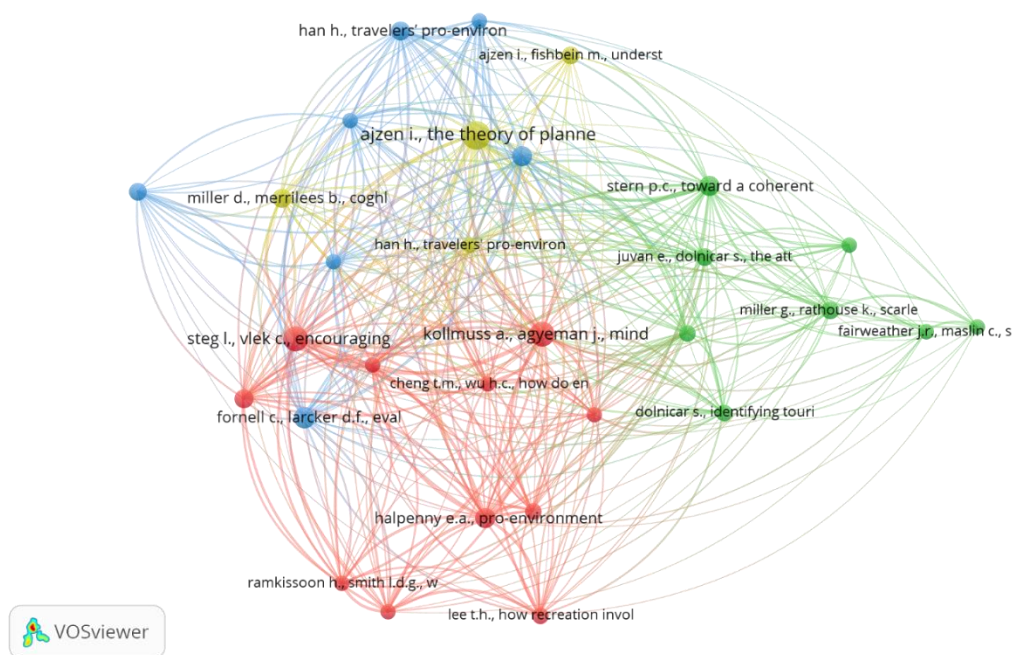 han h., travelers' pro-environ
ajzen i., fishbein m., underst
ajzen i., the theory of planne
stern p.c., toward a coherent
miller d., merrilees b., coghl
han h., travelers' pro-environ
juvan e., dolnicar s., the att
miller g., rathouse k., scarle
fairweather j.r., maslin c., s
steg l., vlek c., encouraging
kollmuss a., agyeman j., mind
cheng t.m., wu h.c., how do en
fornell c., larcker d.f., eval
dolnicar s., identifying touri
halpenny e.a., pro-environment
ramkissoon h., smith l.d.g., w
lee t.h., how recreation invol
VOSviewer